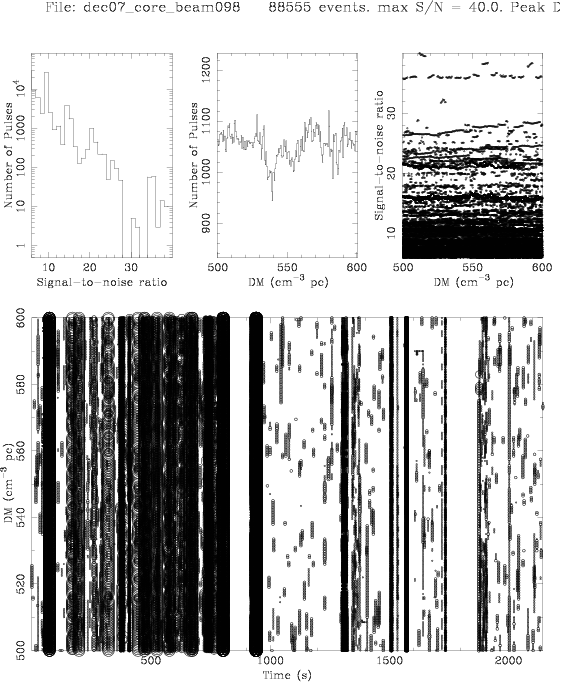 File: dec07_core_beam098 88555 events. max S/N = 40.0. Peak D
Number of Pulses
1 10 100 1000 10⁴
10 20 30
Signal-to-noise ratio
Number of Pulses
900 1000 1100 1200
500 550 600
DM (cm⁻³ pc)
Signal-to-noise ratio
10 20 30
500 550 600
DM (cm⁻³ pc)
DM (cm⁻³ pc)
500 520 540 560 580 600
500 1000 1500 2000
Time (s)